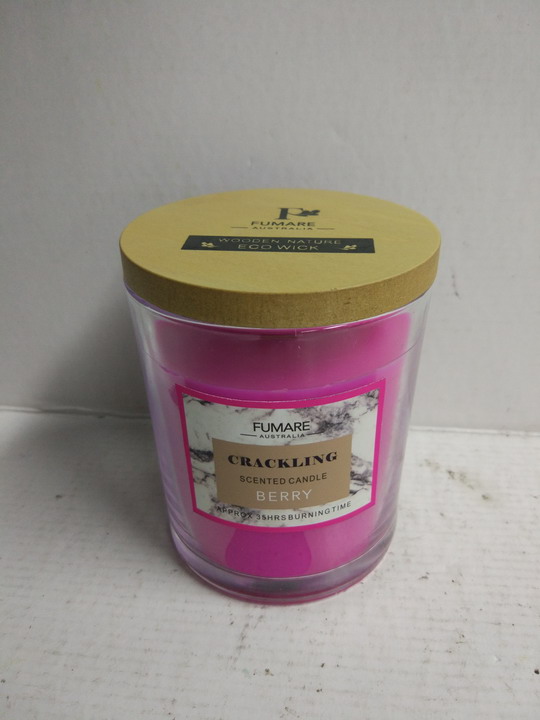 F
FUMARE
AUSTRALIA
WOODEN NATURE
ECO WICK
FUMARE
AUSTRALIA
CRACKLING
SCENTED CANDLE
BERRY
APPROX 35HRS BURNING TIME